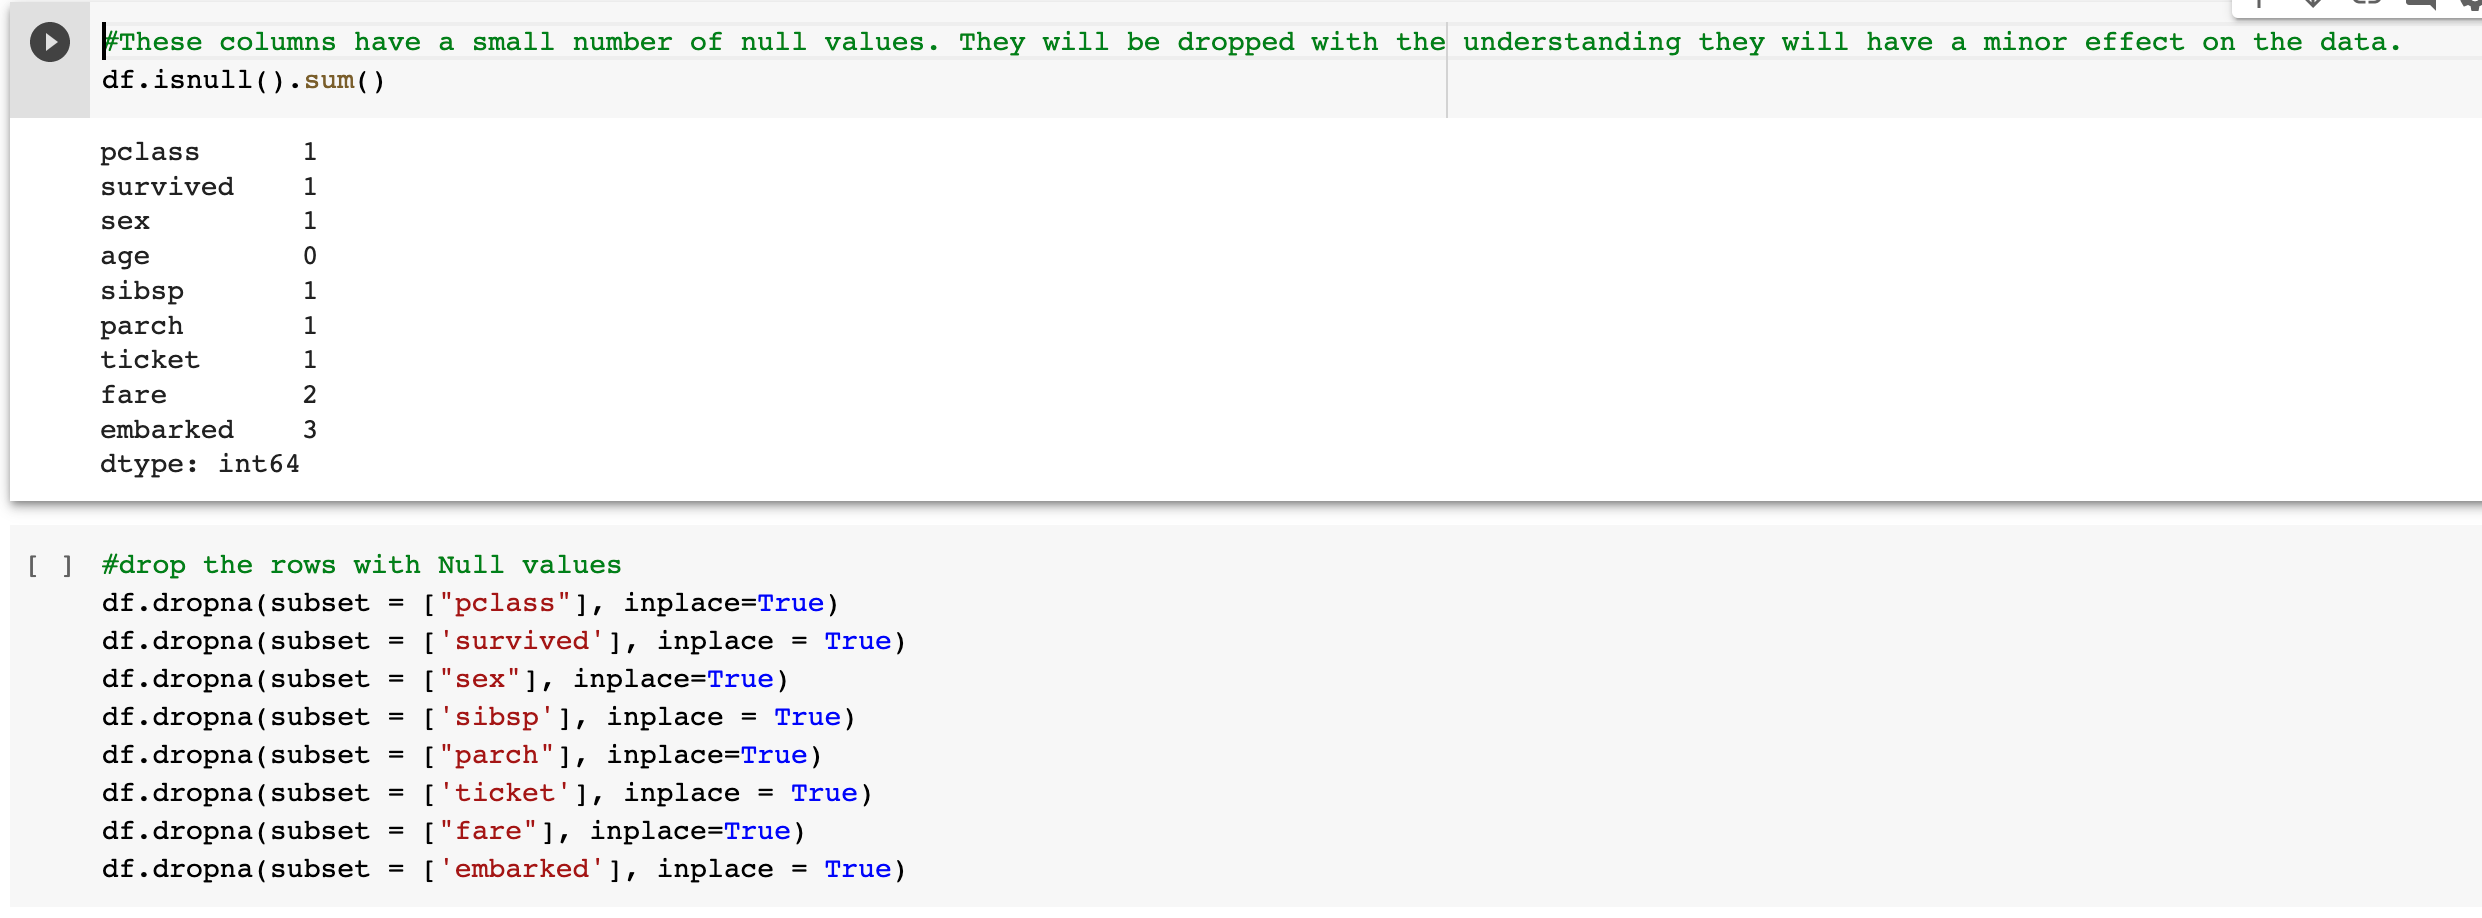 #These columns have a small number of null values. They will be dropped with the understanding they will have a minor effect on the data.
df.isnull().sum()
pclass 1
survived 1
sex 1
age 0
sibsp 1
parch 1
ticket 1
fare 2
embarked 3
dtype: int64
[ ] #drop the rows with Null values
df.dropna(subset = ["pclass"], inplace=True)
df.dropna(subset = ['survived'], inplace = True)
df.dropna(subset = ["sex"], inplace=True)
df.dropna(subset = ['sibsp'], inplace = True)
df.dropna(subset = ["parch"], inplace=True)
df.dropna(subset = ['ticket'], inplace = True)
df.dropna(subset = ["fare"], inplace=True)
df.dropna(subset = ['embarked'], inplace = True)